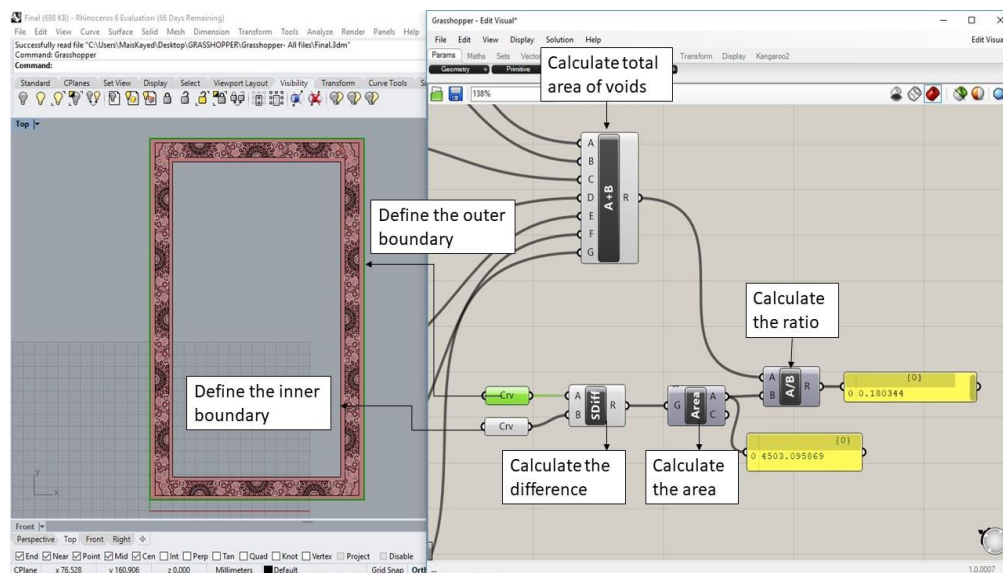 Final (698 KB) - Rhinoceros 6 Evaluation (66 Days Remaining)
File Edit View Curve Surface Solid Mesh Dimension Transform Tools Analyze Render Panels Help
Successfully read file "C:\Users\MaisKayed\Desktop\GRASSHOPPER\Grasshopper- All files\Final.3dm"
Command: Grasshopper
Command:
Standard CPlanes Set View Display Select Viewport Layout Visibility Transform Curve Tools
Top
Define the outer
boundary
Define the inner
boundary
y
x
Front
Perspective Top Front Right
End Near Point Mid Cen Int Perp Tan Quad Knot Vertex Project Disable
CPlane x 76.528 y 160.906 z 0.000 Millimeters Default Grid Snap Orth
Grasshopper - Edit Visual*
File Edit View Display Solution Help Edit Visual
Params Maths Sets Vector Transform Display Kangaroo2
Geometry + Primitive
138%
Calculate total
area of voids
A
B
C
D
E
F
G
A+B
R
Calculate
the ratio
A
B
A/B
R
{0}
0 0.180344
Crv
Crv
A
B
SDiff
R
G
Area
A
C
{0}
0 4503.095869
Calculate the
difference
Calculate
the area
1.0.0007